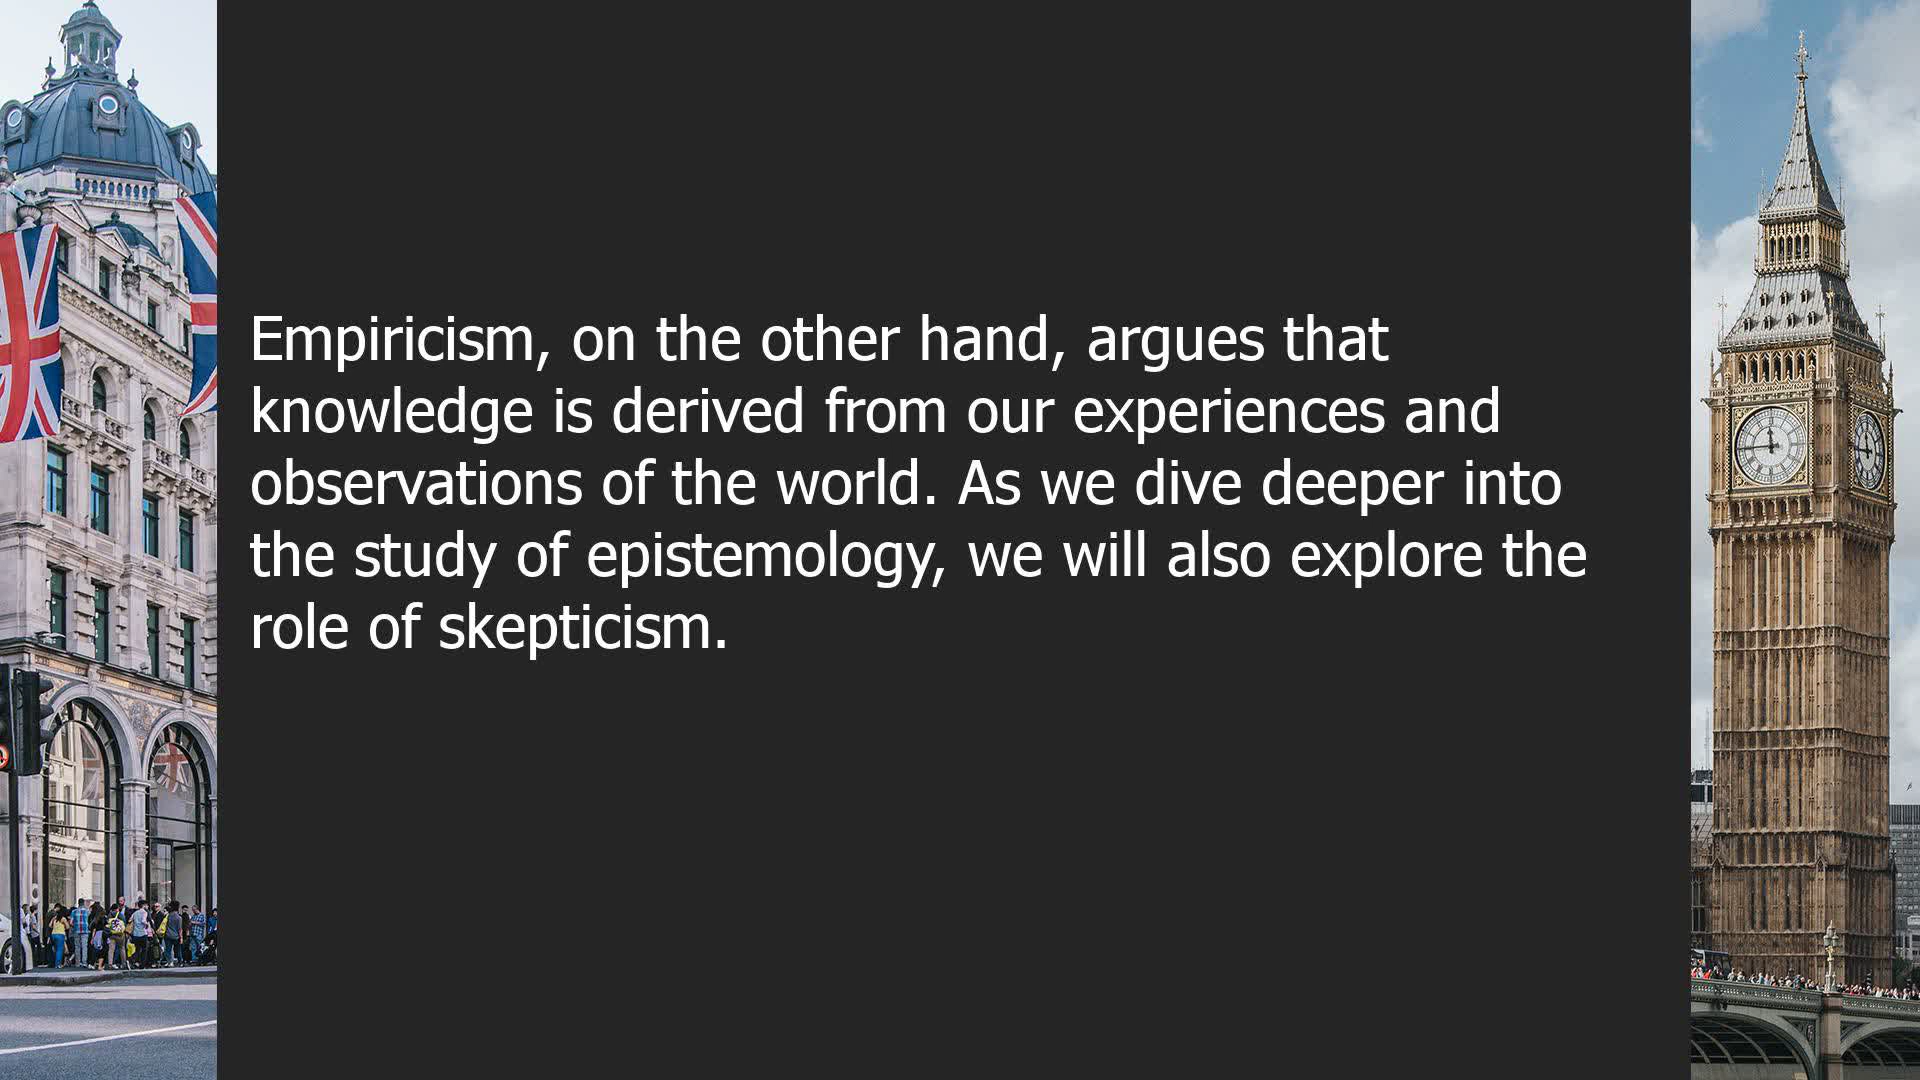 Empiricism, on the other hand, argues that
knowledge is derived from our experiences and
observations of the world. As we dive deeper into
the study of epistemology, we will also explore the
role of skepticism.